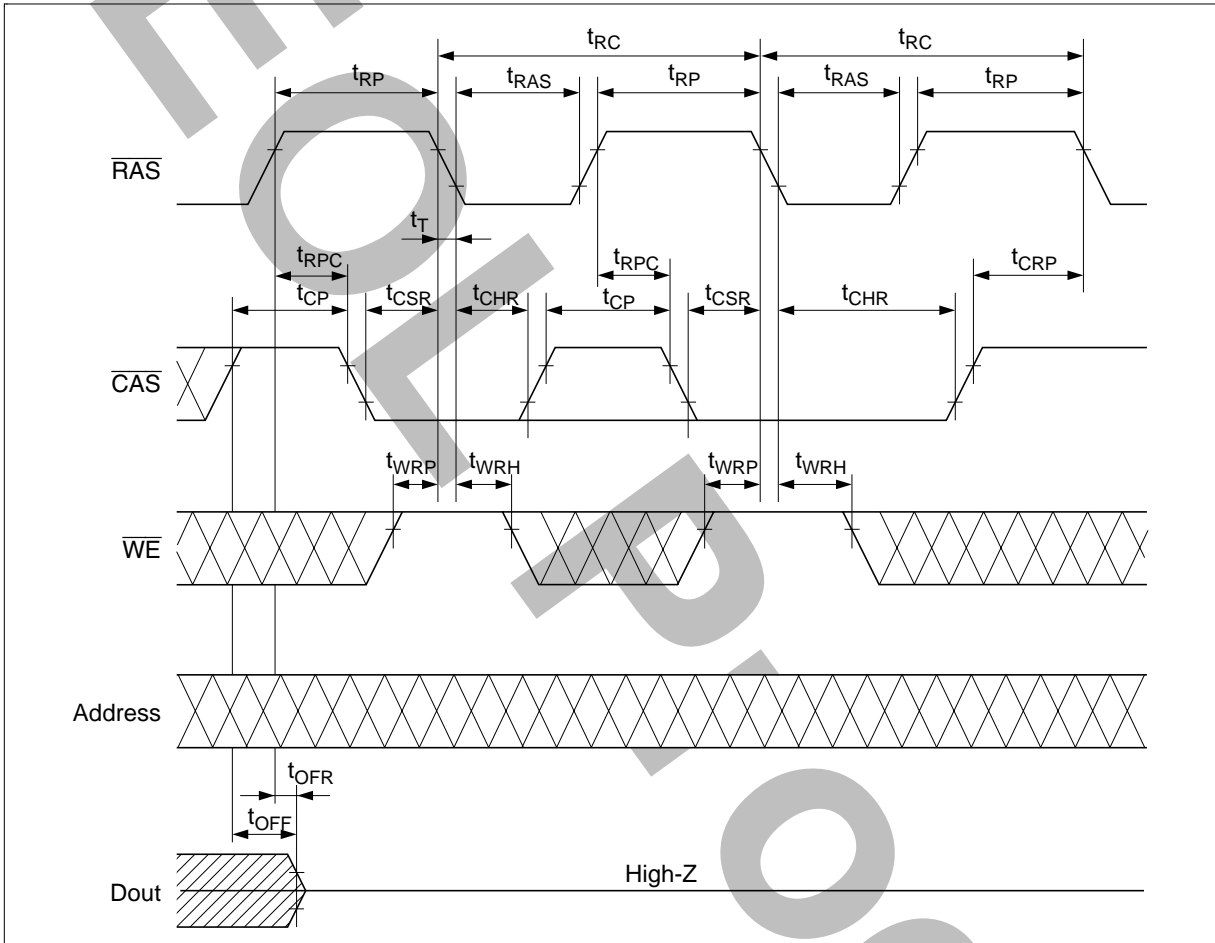 tRC tRC
tRP tRAS tRP tRAS tRP
RAS
tT
tRPC tRPC tCRP
tCP tCSR tCHR tCP tCSR tCHR
CAS
tWRP tWRH tWRP tWRH
WE
Address
tOFR
tOFF
High-Z
Dout
EOL P